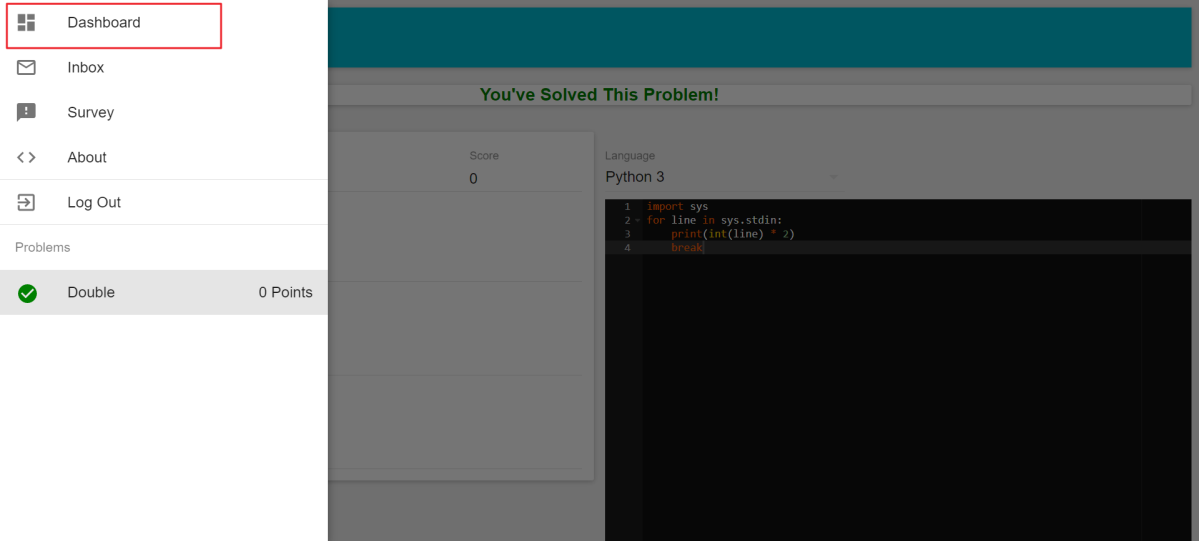 Dashboard
Inbox
Survey
About
Log Out
Problems
Double 0 Points
You've Solved This Problem!
Score
0
Language
Python 3
1 import sys
2 for line in sys.stdin:
3     print(int(line) * 2)
4     break